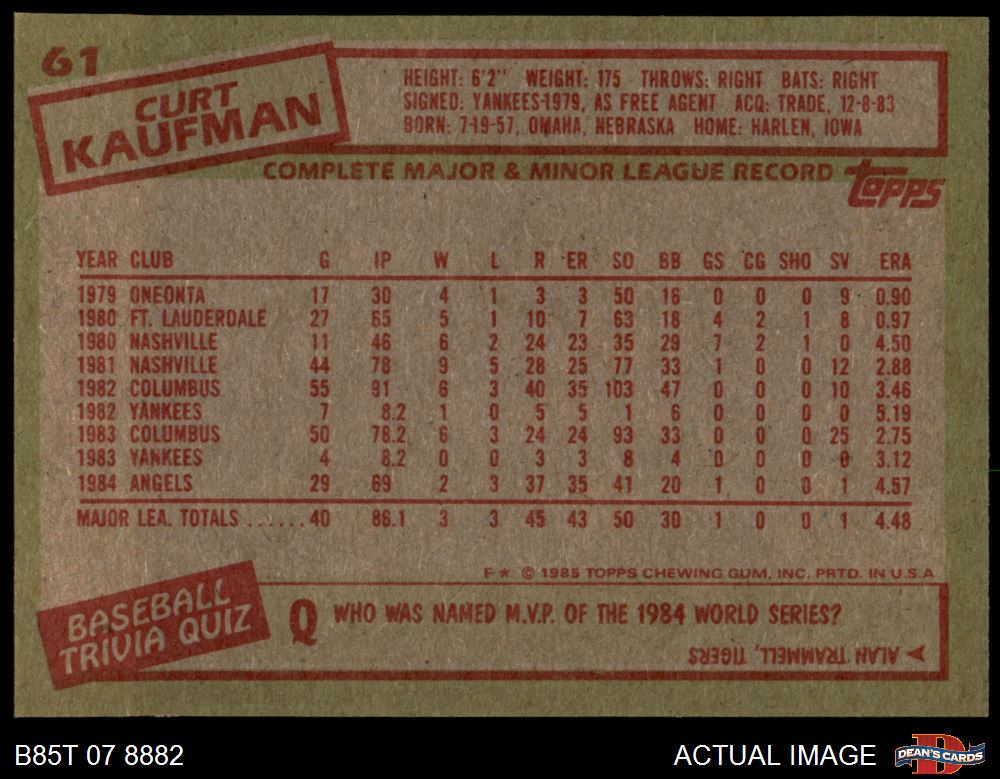 61
CURT
KAUFMAN
HEIGHT: 6'2" WEIGHT: 175 THROWS: RIGHT BATS: RIGHT
SIGNED: YANKEES-1979, AS FREE AGENT ACQ: TRADE, 12-8-83
BORN: 7-19-57, OMAHA, NEBRASKA HOME: HARLEN, IOWA
COMPLETE MAJOR & MINOR LEAGUE RECORD
topps
YEAR CLUB G IP W L R ER SO BB GS CG SHO SV ERA
1979 ONEONTA 17 30 4 1 3 3 50 16 0 0 0 9 0.90
1980 FT. LAUDERDALE 27 65 5 1 10 7 63 18 4 2 1 8 0.97
1980 NASHVILLE 11 46 6 2 24 23 35 29 7 2 1 0 4.50
1981 NASHVILLE 44 78 9 5 28 25 77 33 1 0 0 12 2.88
1982 COLUMBUS 55 91 6 3 40 35 103 47 0 0 0 10 3.46
1982 YANKEES 7 8.2 1 0 5 5 1 6 0 0 0 0 5.19
1983 COLUMBUS 50 78.2 6 3 24 24 93 33 0 0 0 25 2.75
1983 YANKEES 4 8.2 0 0 3 3 8 4 0 0 0 0 3.12
1984 ANGELS 29 69 2 3 37 35 41 20 1 0 0 1 4.57
MAJOR LEA. TOTALS ...... 40 86.1 3 3 45 43 50 30 1 0 0 1 4.48
F* © 1985 TOPPS CHEWING GUM, INC. PRTD. IN U.S.A
BASEBALL
TRIVIA QUIZ
Q WHO WAS NAMED M.V.P. OF THE 1984 WORLD SERIES?
ALAN TRAMMELL, TIGERS
B85T 07 8882
ACTUAL IMAGE
DEAN'S CARDS